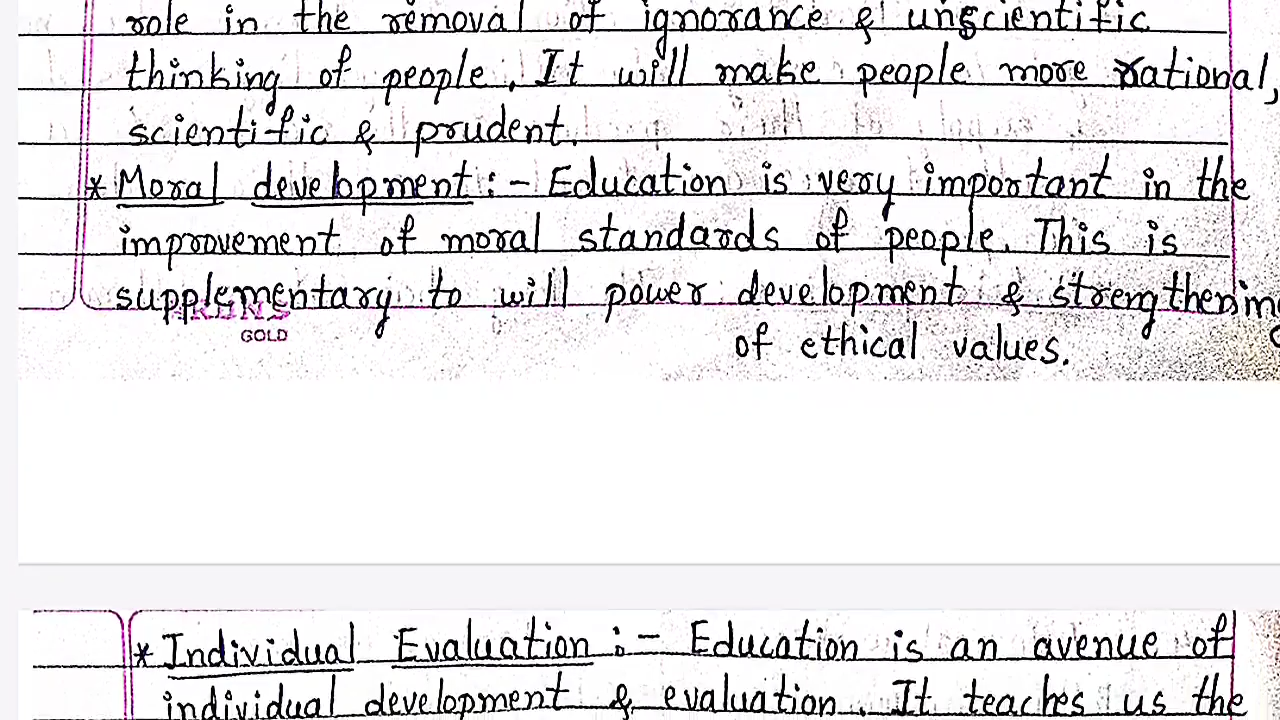 role in the removal of ignorance & unscientific
thinking of people. It will make people more rational,
scientific & prudent.
* Moral development :- Education is very important in the
improvement of moral standards of people. This is
supplementary to will power development & strengthening
GOLD
of ethical values.
* Individual Evaluation :- Education is an avenue of
individual development & evaluation. It teaches us the